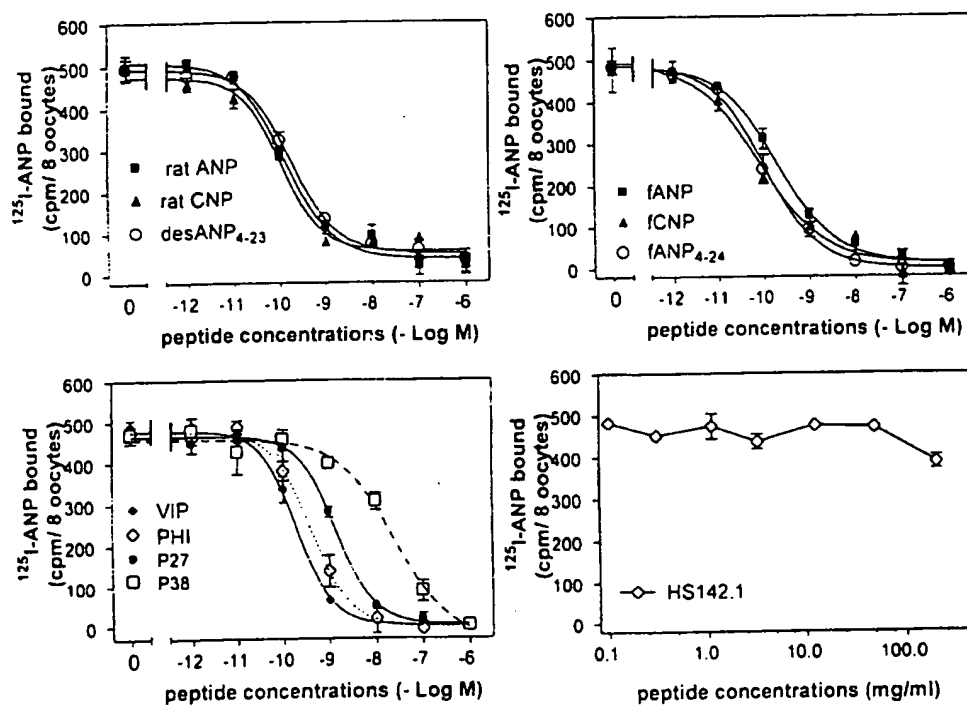 600
500
400
300
200
100
0
¹²⁵I-ANP bound
(cpm/ 8 oocytes)
rat ANP
rat CNP
desANP₄₋₂₃
0 -12 -11 -10 -9 -8 -7 -6
peptide concentrations (- Log M)
600
500
400
300
200
100
0
¹²⁵I-ANP bound
(cpm/ 8 oocytes)
fANP
fCNP
fANP₄₋₂₄
0 -12 -11 -10 -9 -8 -7 -6
peptide concentrations (- Log M)
600
500
400
300
200
100
0
¹²⁵I-ANP bound
(cpm/ 8 oocytes)
VIP
PHI
P27
P38
0 -12 -11 -10 -9 -8 -7 -6
peptide concentrations (- Log M)
600
500
400
300
200
100
0
¹²⁵I-ANP bound
(cpm/ 8 oocytes)
HS142.1
0.1 1.0 10.0 100.0
peptide concentrations (mg/ml)